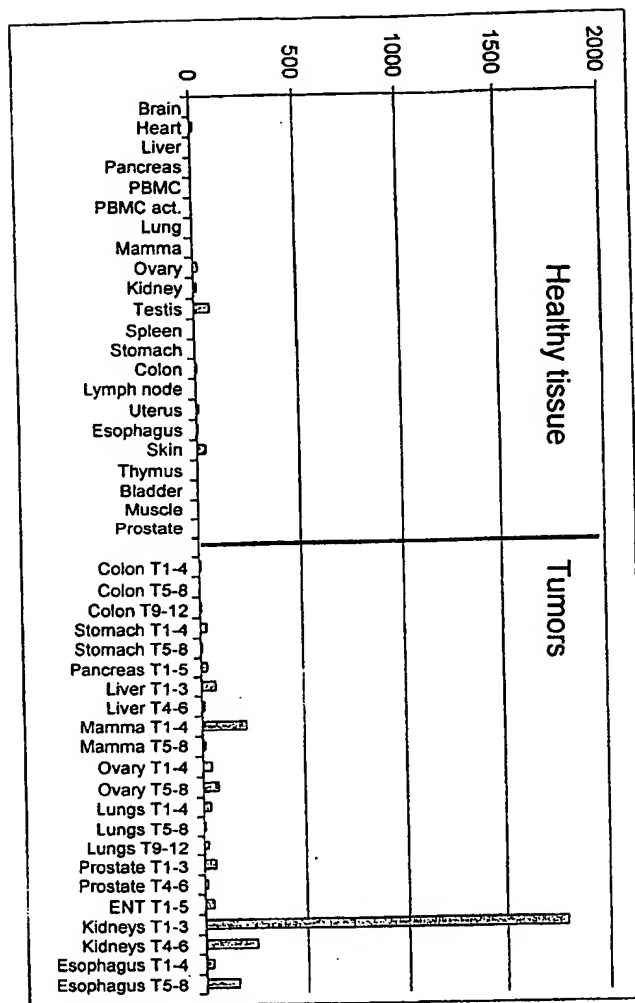 0
500
1000
1500
2000
Healthy tissue
Tumors
Brain
Heart
Liver
Pancreas
PBMC
PBMC act.
Lung
Mamma
Ovary
Kidney
Testis
Spleen
Stomach
Colon
Lymph node
Uterus
Esophagus
Skin
Thymus
Bladder
Muscle
Prostate
Colon T1-4
Colon T5-8
Colon T9-12
Stomach T1-4
Stomach T5-8
Pancreas T1-5
Liver T1-3
Liver T4-6
Mamma T1-4
Mamma T5-8
Ovary T1-4
Ovary T5-8
Lungs T1-4
Lungs T5-8
Lungs T9-12
Prostate T1-3
Prostate T4-6
ENT T1-5
Kidneys T1-3
Kidneys T4-6
Esophagus T1-4
Esophagus T5-8